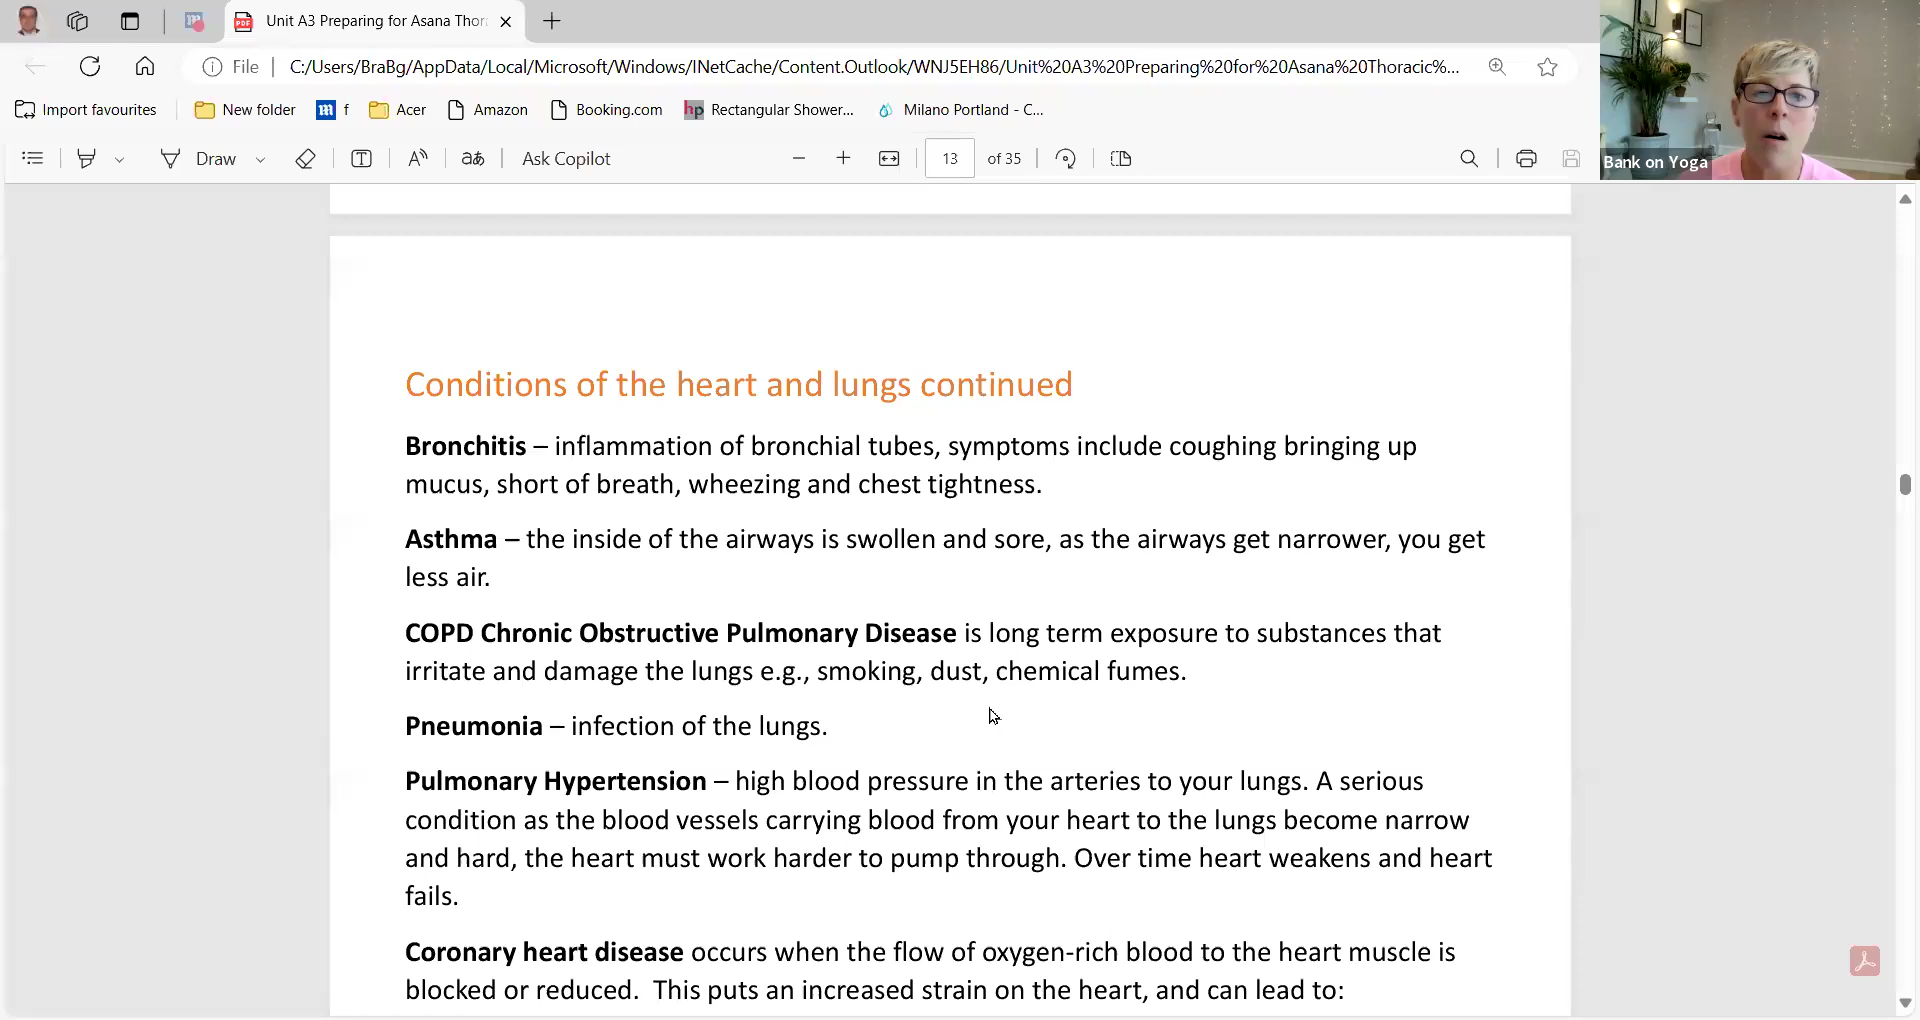 Unit A3 Preparing for Asana Thor
File
C:/Users/BraBg/AppData/Local/Microsoft/Windows/INetCache/Content.Outlook/WNJ5EH86/Unit%20A3%20Preparing%20for%20Asana%20Thoracic%...
Import favourites
New folder
m f
Acer
Amazon
Booking.com
hp Rectangular Shower...
Milano Portland - C...
Draw
Ask Copilot
13 of 35
Bank on Yoga
Conditions of the heart and lungs continued
Bronchitis – inflammation of bronchial tubes, symptoms include coughing bringing up
mucus, short of breath, wheezing and chest tightness.
Asthma – the inside of the airways is swollen and sore, as the airways get narrower, you get
less air.
COPD Chronic Obstructive Pulmonary Disease is long term exposure to substances that
irritate and damage the lungs e.g., smoking, dust, chemical fumes.
Pneumonia – infection of the lungs.
Pulmonary Hypertension – high blood pressure in the arteries to your lungs. A serious
condition as the blood vessels carrying blood from your heart to the lungs become narrow
and hard, the heart must work harder to pump through. Over time heart weakens and heart
fails.
Coronary heart disease occurs when the flow of oxygen-rich blood to the heart muscle is
blocked or reduced.  This puts an increased strain on the heart, and can lead to: